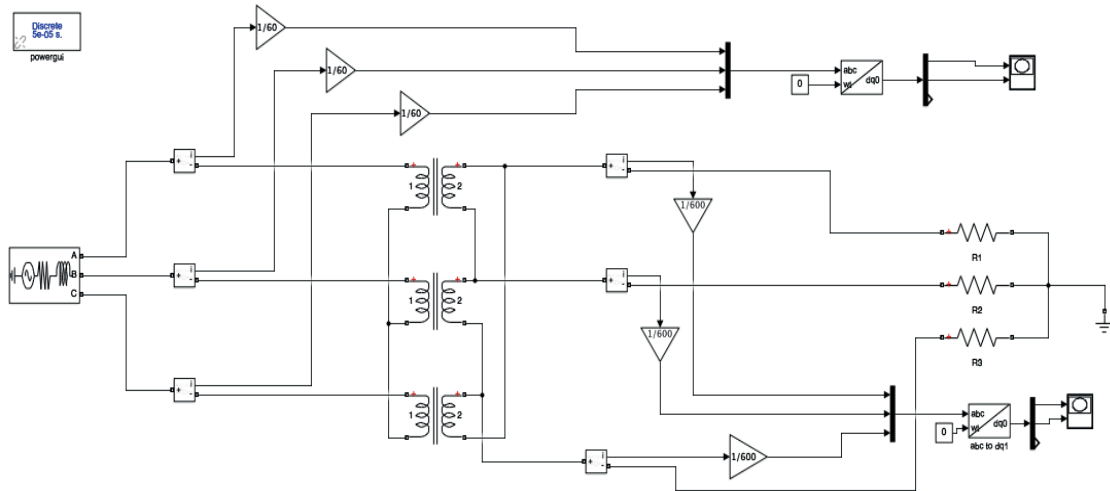 Discrete
5e-05 s.
powergui
1/60
1/60
1/60
abc
wt
dq0
0
+
i
-
1
2
+
i
-
1/600
A
B
C
+
i
-
1
2
+
i
-
1/600
R1
R2
R3
+
i
-
1
2
+
i
-
1/600
abc
wt
dq0
0
abc to dq1